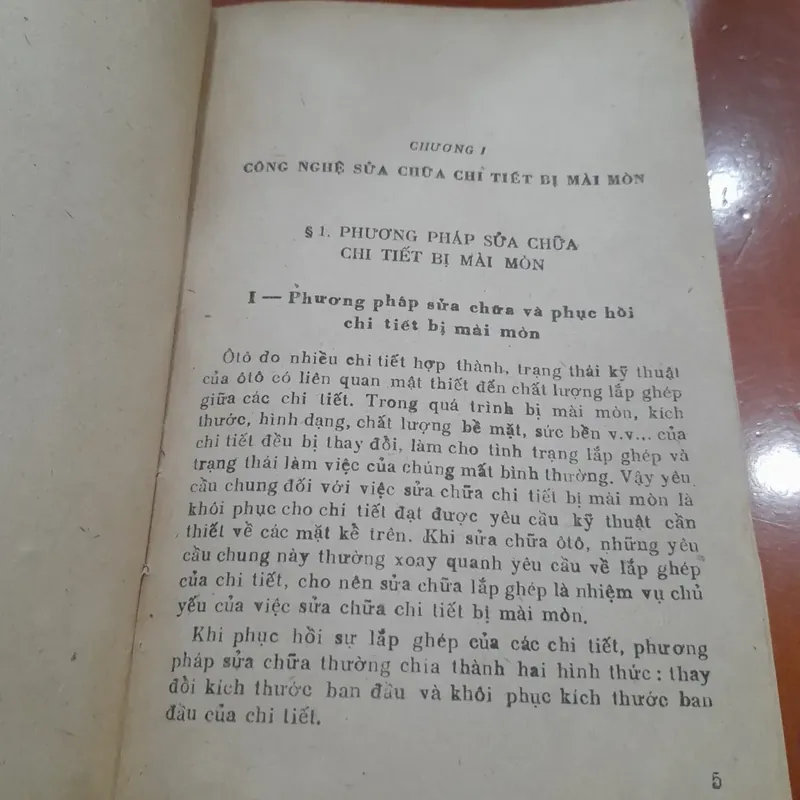 CHƯƠNG I
CÔNG NGHỆ SỬA CHỮA CHI TIẾT BỊ MÀI MÒN
§ 1. PHƯƠNG PHÁP SỬA CHỮA
CHI TIẾT BỊ MÀI MÒN
I — Phương pháp sửa chữa và phục hồi
chi tiết bị mài mòn
Ôtô do nhiều chi tiết hợp thành, trạng thái kỹ thuật
của ôtô có liên quan mật thiết đến chất lượng lắp ghép
giữa các chi tiết. Trong quá trình bị mài mòn, kích
thước, hình dạng, chất lượng bề mặt, sức bền v.v... của
chi tiết đều bị thay đổi, làm cho tình trạng lắp ghép và
trạng thái làm việc của chúng mất bình thường. Vậy yêu
cầu chung đối với việc sửa chữa chi tiết bị mài mòn là
khôi phục cho chi tiết đạt được yêu cầu kỹ thuật cần
thiết về các mặt kể trên. Khi sửa chữa ôtô, những yêu
cầu chung này thường xoay quanh yêu cầu về lắp ghép
của chi tiết, cho nên sửa chữa lắp ghép là nhiệm vụ chủ
yếu của việc sửa chữa chi tiết bị mài mòn.
Khi phục hồi sự lắp ghép của các chi tiết, phương
pháp sửa chữa thường chia thành hai hình thức : thay
đổi kích thước ban đầu và khôi phục kích thước ban
đầu của chi tiết.
5